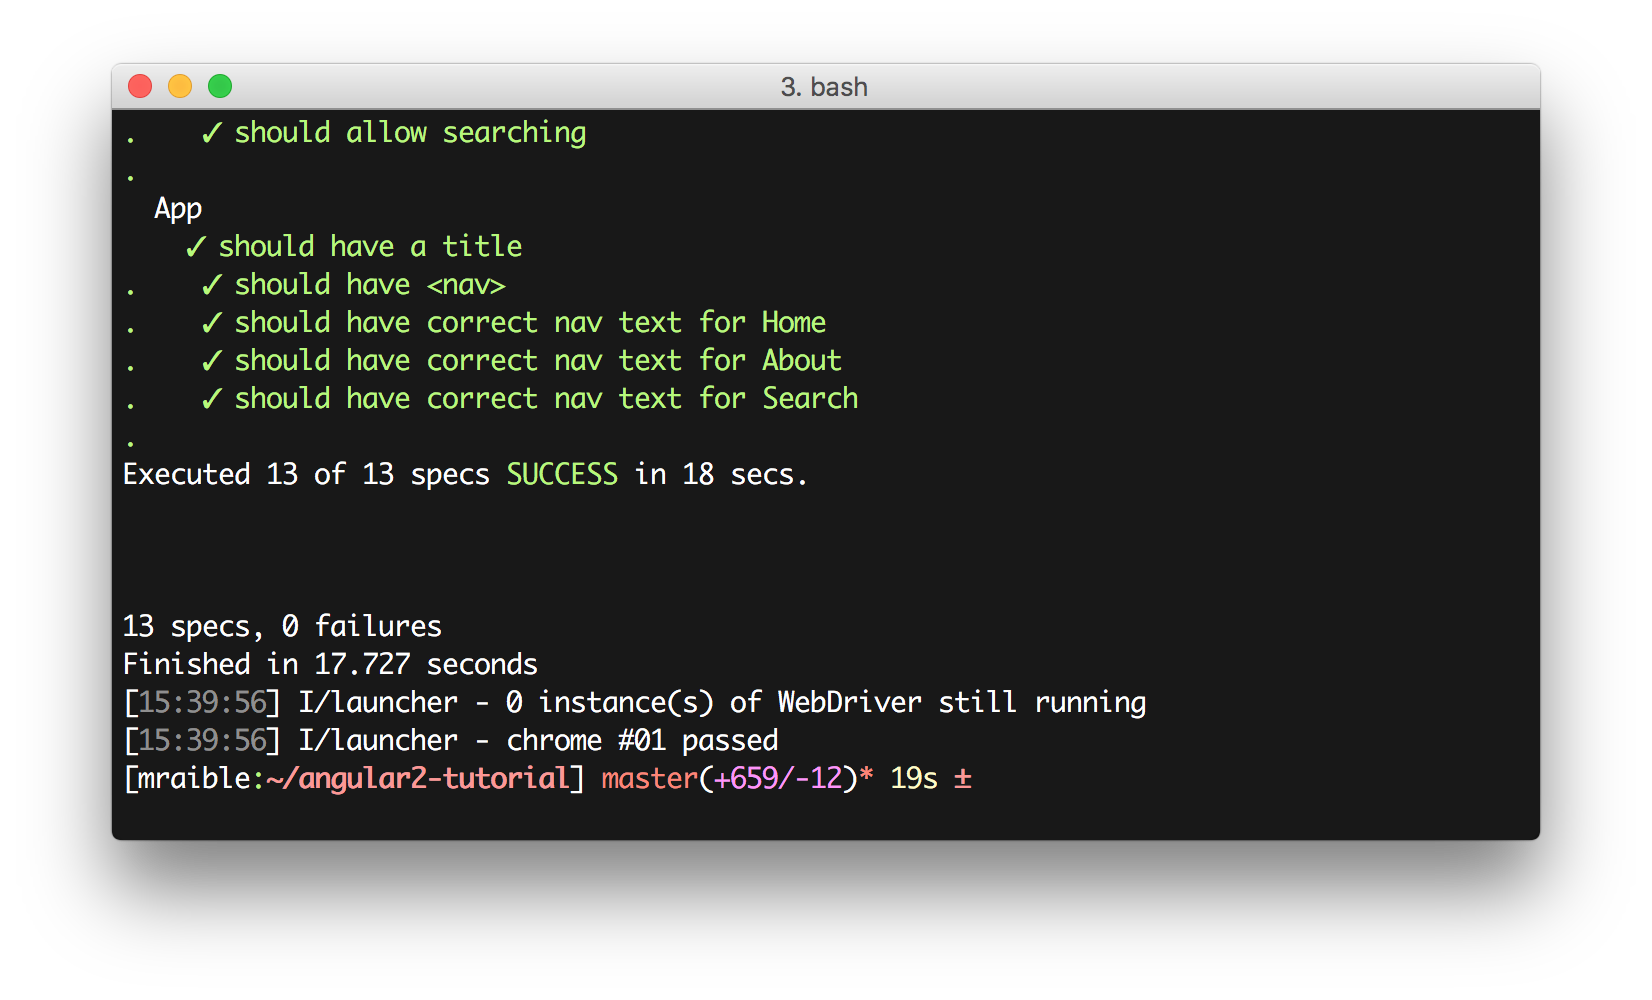 3. bash
.    ✓ should allow searching
.
  App
    ✓ should have a title
.    ✓ should have <nav>
.    ✓ should have correct nav text for Home
.    ✓ should have correct nav text for About
.    ✓ should have correct nav text for Search
.
Executed 13 of 13 specs SUCCESS in 18 secs.
13 specs, 0 failures
Finished in 17.727 seconds
[15:39:56] I/launcher - 0 instance(s) of WebDriver still running
[15:39:56] I/launcher - chrome #01 passed
[mraible:~/angular2-tutorial] master(+659/-12)* 19s ±